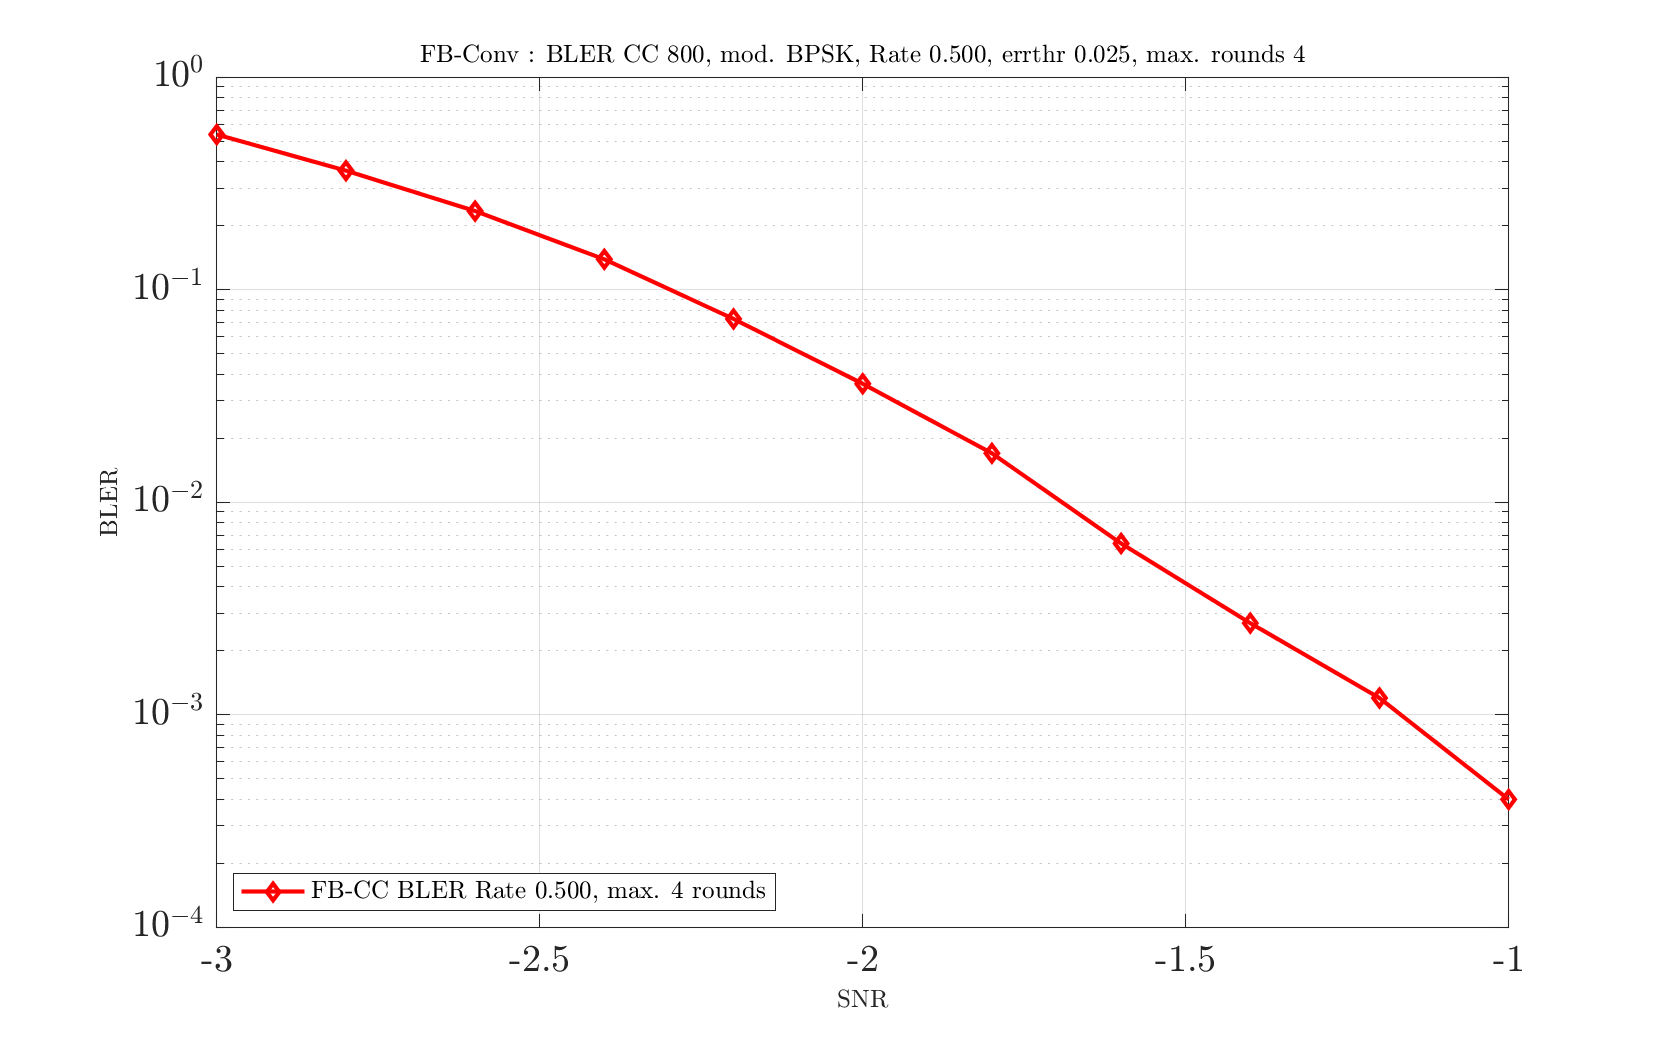 FB-Conv : BLER CC 800, mod. BPSK, Rate 0.500, errthr 0.025, max. rounds 4
10^0
10^-1
10^-2
10^-3
10^-4
BLER
FB-CC BLER Rate 0.500, max. 4 rounds
-3 -2.5 -2 -1.5 -1
SNR